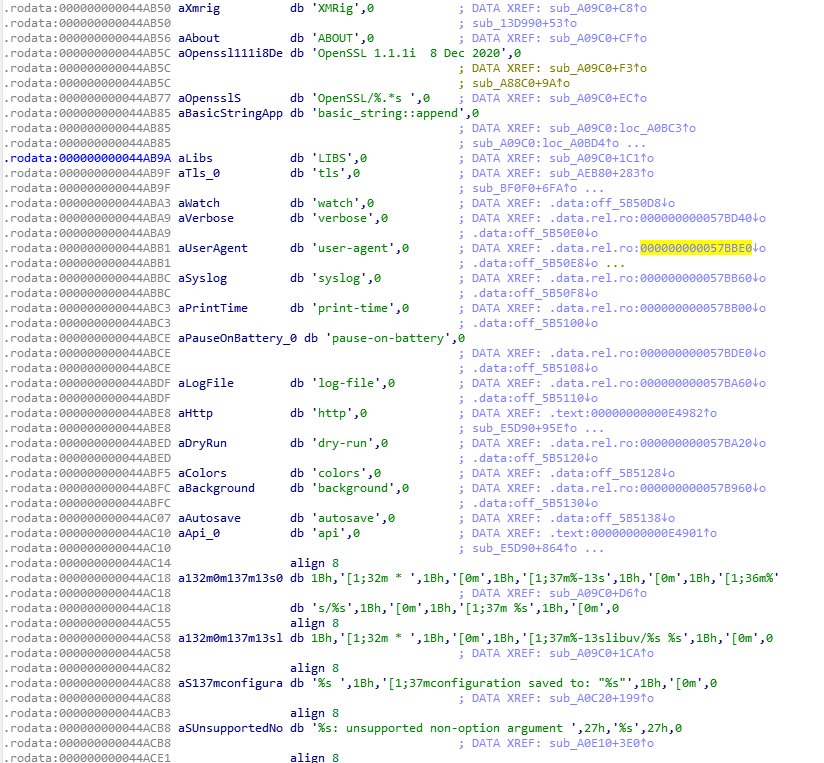 .rodata:000000000044AB50 aXmrig db 'XMRig',0 ; DATA XREF: sub_A09C0+C8↑o
.rodata:000000000044AB50 ; sub_13D990+53↑o
.rodata:000000000044AB56 aAbout db 'ABOUT',0 ; DATA XREF: sub_A09C0+CF↑o
.rodata:000000000044AB5C aOpenssl111i8De db 'OpenSSL 1.1.1i  8 Dec 2020',0
.rodata:000000000044AB5C ; DATA XREF: sub_A09C0+F3↑o
.rodata:000000000044AB5C ; sub_A88C0+9A↑o
.rodata:000000000044AB77 aOpensslS db 'OpenSSL/%.*s ',0 ; DATA XREF: sub_A09C0+EC↑o
.rodata:000000000044AB85 aBasicStringApp db 'basic_string::append',0
.rodata:000000000044AB85 ; DATA XREF: sub_A09C0:loc_A0BC3↑o
.rodata:000000000044AB85 ; sub_A09C0:loc_A0BD4↑o ...
.rodata:000000000044AB9A aLibs db 'LIBS',0 ; DATA XREF: sub_A09C0+1C1↑o
.rodata:000000000044AB9F aTls_0 db 'tls',0 ; DATA XREF: sub_AEB80+283↑o
.rodata:000000000044AB9F ; sub_BF0F0+6FA↑o ...
.rodata:000000000044ABA3 aWatch db 'watch',0 ; DATA XREF: .data:off_5B50D8↓o
.rodata:000000000044ABA9 aVerbose db 'verbose',0 ; DATA XREF: .data.rel.ro:000000000057BD40↓o
.rodata:000000000044ABA9 ; .data:off_5B50E0↓o
.rodata:000000000044ABB1 aUserAgent db 'user-agent',0 ; DATA XREF: .data.rel.ro:000000000057BBE0↓o
.rodata:000000000044ABB1 ; .data:off_5B50E8↓o ...
.rodata:000000000044ABBC aSyslog db 'syslog',0 ; DATA XREF: .data.rel.ro:000000000057BB60↓o
.rodata:000000000044ABBC ; .data:off_5B50F8↓o
.rodata:000000000044ABC3 aPrintTime db 'print-time',0 ; DATA XREF: .data.rel.ro:000000000057BB00↓o
.rodata:000000000044ABC3 ; .data:off_5B5100↓o
.rodata:000000000044ABCE aPauseOnBattery_0 db 'pause-on-battery',0
.rodata:000000000044ABCE ; DATA XREF: .data.rel.ro:000000000057BDE0↓o
.rodata:000000000044ABCE ; .data:off_5B5108↓o
.rodata:000000000044ABDF aLogFile db 'log-file',0 ; DATA XREF: .data.rel.ro:000000000057BA60↓o
.rodata:000000000044ABDF ; .data:off_5B5110↓o
.rodata:000000000044ABE8 aHttp db 'http',0 ; DATA XREF: .text:00000000000E4982↑o
.rodata:000000000044ABE8 ; sub_E5D90+95E↑o ...
.rodata:000000000044ABED aDryRun db 'dry-run',0 ; DATA XREF: .data.rel.ro:000000000057BA20↓o
.rodata:000000000044ABED ; .data:off_5B5120↓o
.rodata:000000000044ABF5 aColors db 'colors',0 ; DATA XREF: .data:off_5B5128↓o
.rodata:000000000044ABFC aBackground db 'background',0 ; DATA XREF: .data.rel.ro:000000000057B960↓o
.rodata:000000000044ABFC ; .data:off_5B5130↓o
.rodata:000000000044AC07 aAutosave db 'autosave',0 ; DATA XREF: .data:off_5B5138↓o
.rodata:000000000044AC10 aApi_0 db 'api',0 ; DATA XREF: .text:00000000000E4901↑o
.rodata:000000000044AC10 ; sub_E5D90+864↑o ...
.rodata:000000000044AC14 align 8
.rodata:000000000044AC18 a132m0m137m13s0 db 1Bh,'[1;32m * ',1Bh,'[0m',1Bh,'[1;37m%-13s',1Bh,'[0m',1Bh,'[1;36m%'
.rodata:000000000044AC18 ; DATA XREF: sub_A09C0+D6↑o
.rodata:000000000044AC18 db 's/%s',1Bh,'[0m',1Bh,'[1;37m %s',1Bh,'[0m',0
.rodata:000000000044AC55 align 8
.rodata:000000000044AC58 a132m0m137m13sl db 1Bh,'[1;32m * ',1Bh,'[0m',1Bh,'[1;37m%-13slibuv/%s %s',1Bh,'[0m',0
.rodata:000000000044AC58 ; DATA XREF: sub_A09C0+1CA↑o
.rodata:000000000044AC82 align 8
.rodata:000000000044AC88 aS137mconfigura db '%s ',1Bh,'[1;37mconfiguration saved to: "%s"',1Bh,'[0m',0
.rodata:000000000044AC88 ; DATA XREF: sub_A0C20+199↑o
.rodata:000000000044ACB3 align 8
.rodata:000000000044ACB8 aSUnsupportedNo db '%s: unsupported non-option argument ',27h,'%s',27h,0
.rodata:000000000044ACB8 ; DATA XREF: sub_A0E10+3E0↑o
.rodata:000000000044ACE1 align 8